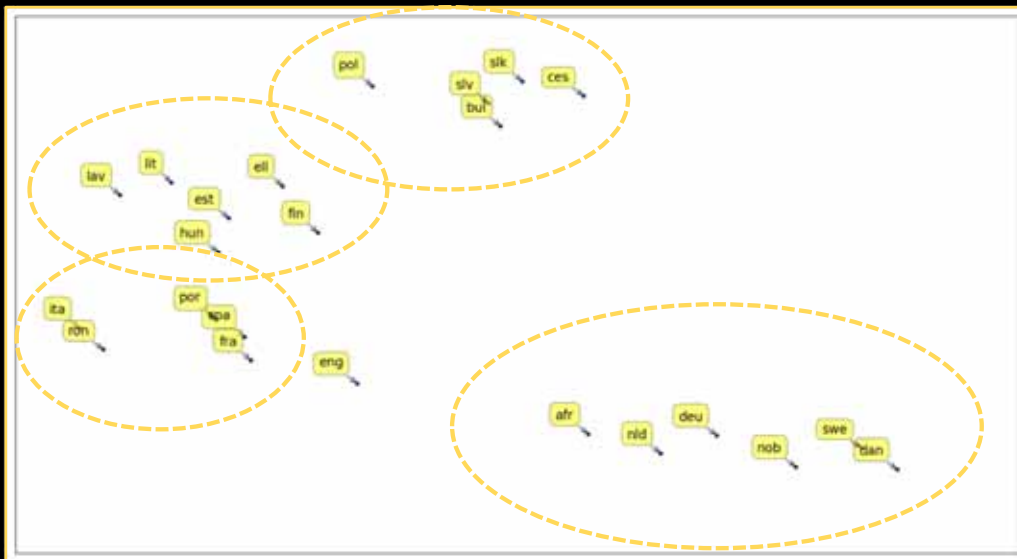 pol
slk
ces
slv
bul
lit
ell
lav
est
fin
hun
por
ita
spa
ron
fra
eng
afr
deu
nld
swe
nob
dan